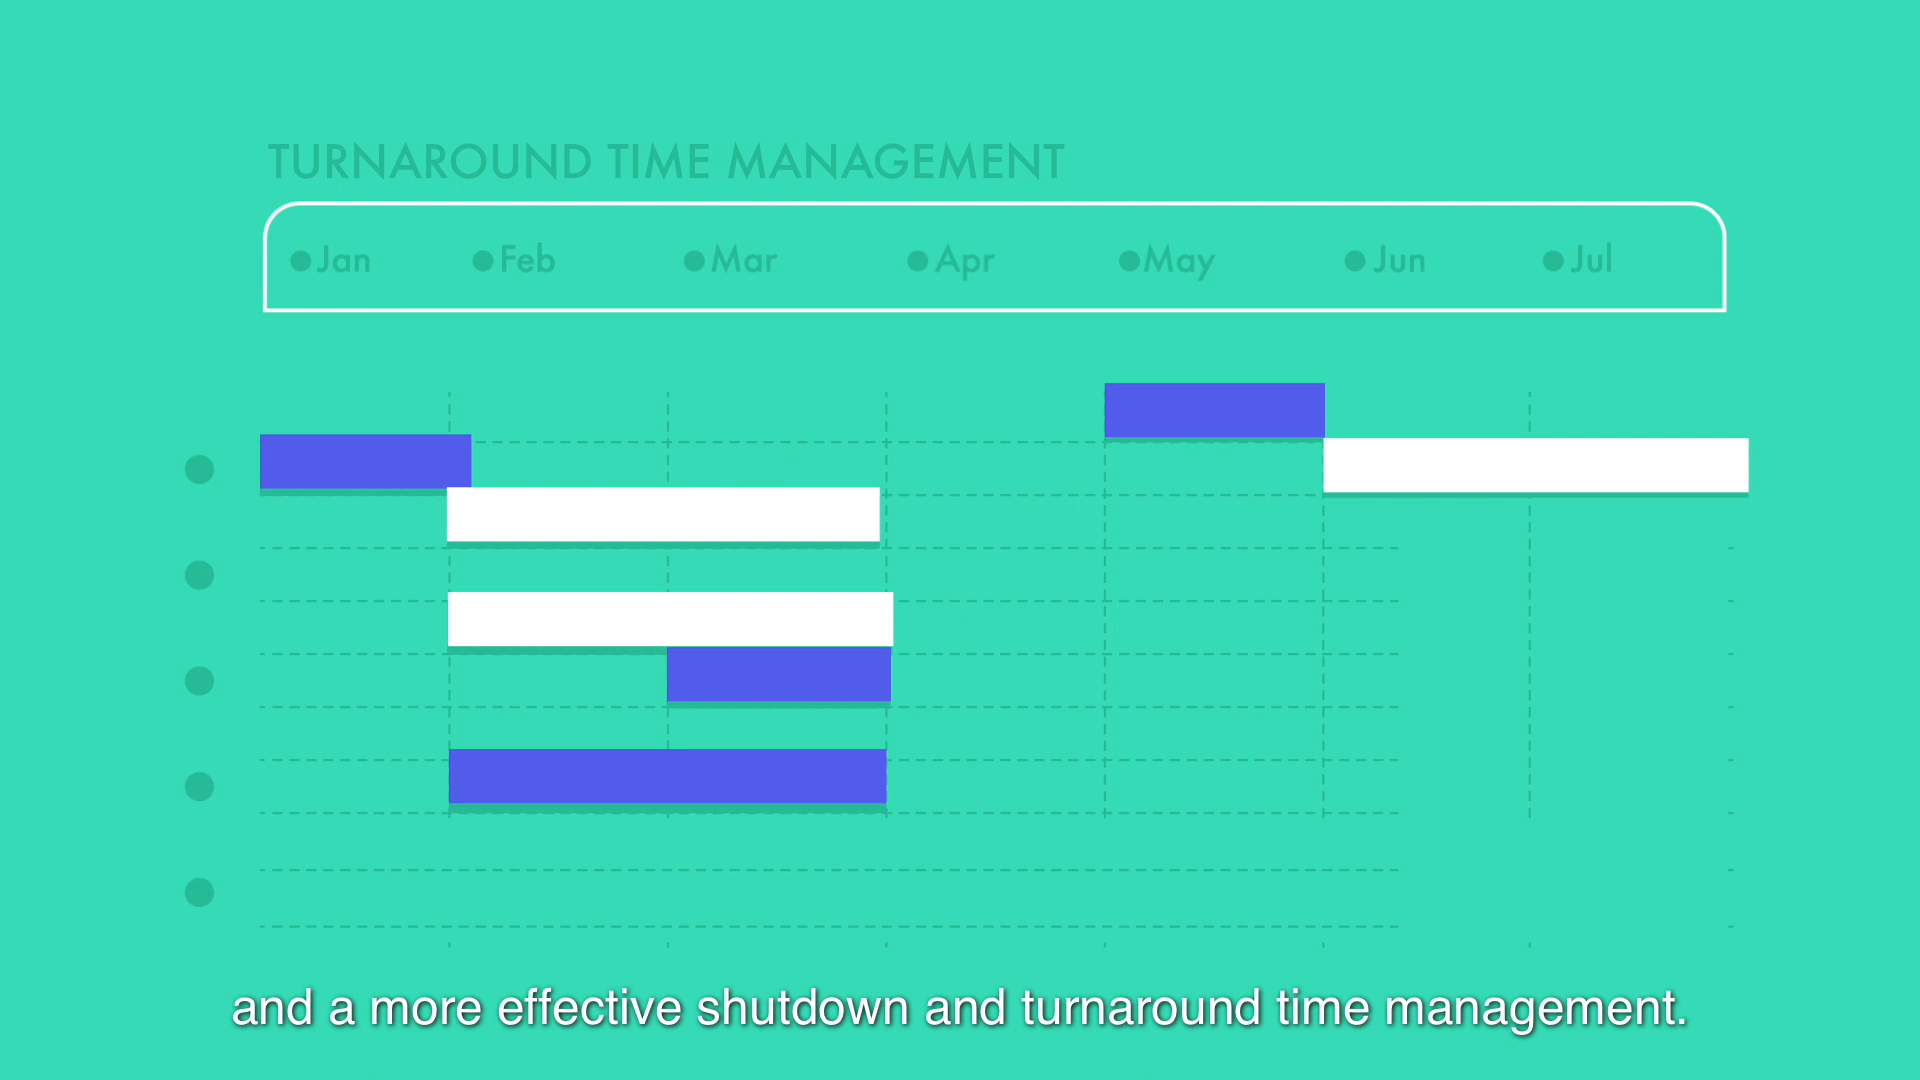 TURNAROUND TIME MANAGEMENT
Jan Feb Mar Apr May Jun Jul
and a more effective shutdown and turnaround time management.